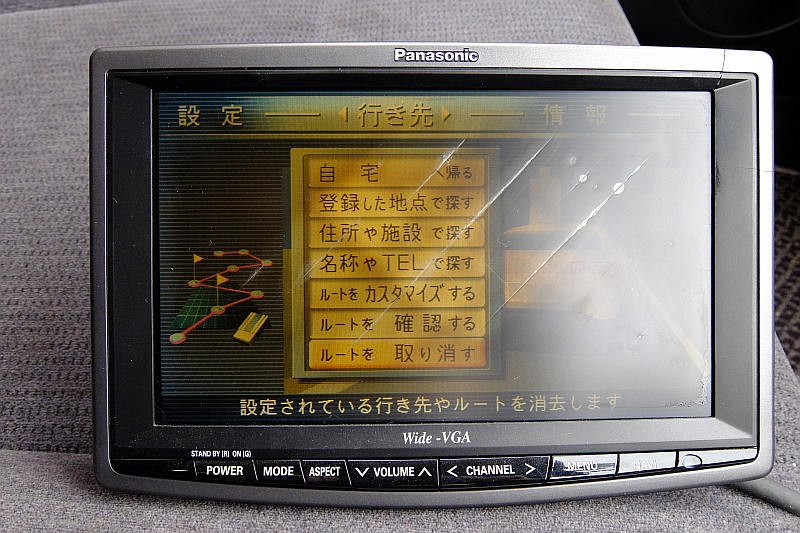 Panasonic
設定 行き先 情報
自宅へ帰る
登録した地点で探す
住所や施設で探す
名称やTELで探す
ルートをカスタマイズする
ルートを確認する
ルートを取り消す
設定されている行き先やルートを消去します
Wide-VGA
STAND BY (R) ON (G)
POWER MODE ASPECT VOLUME CHANNEL MENU NAVI